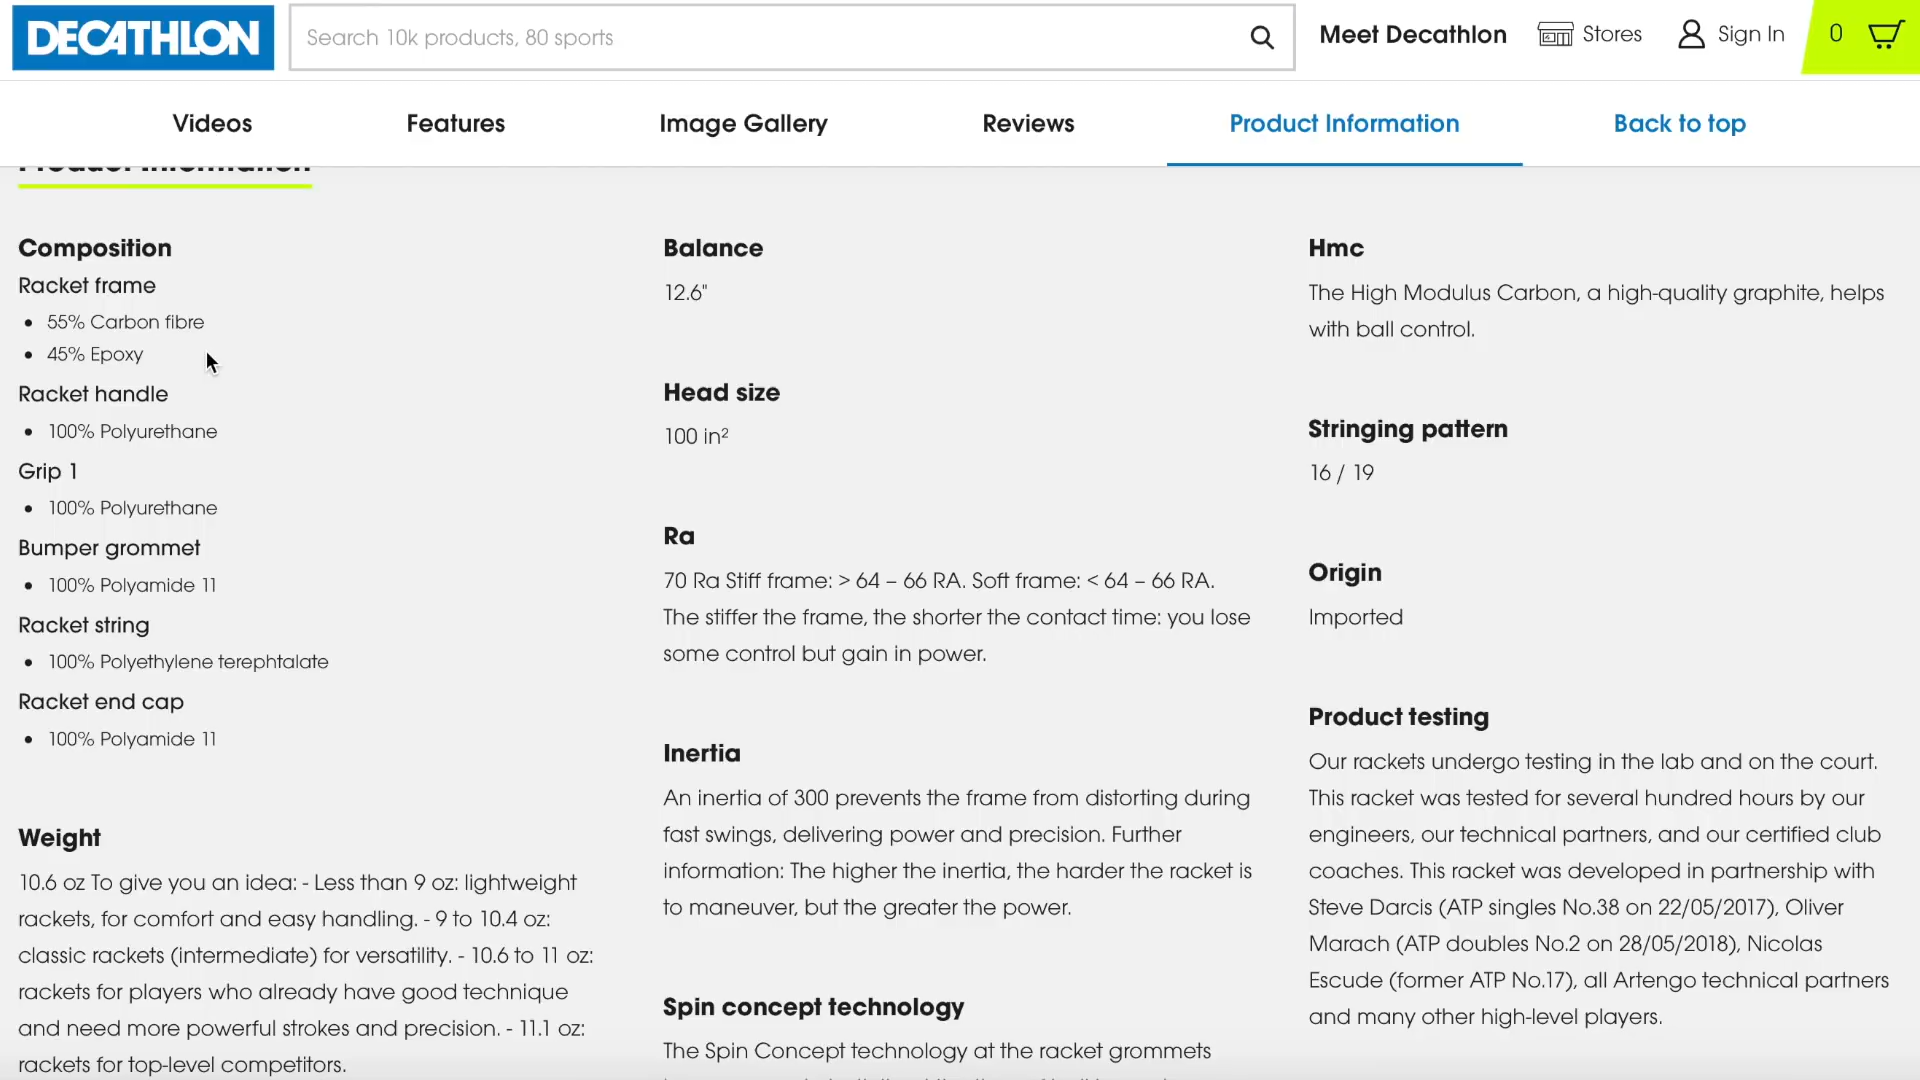 DECATHLON
Search 10k products, 80 sports
Meet Decathlon
Stores
Sign In
0
Videos
Features
Image Gallery
Reviews
Product Information
Back to top
Product Information
Composition
Racket frame
• 55% Carbon fibre
• 45% Epoxy
Racket handle
• 100% Polyurethane
Grip 1
• 100% Polyurethane
Bumper grommet
• 100% Polyamide 11
Racket string
• 100% Polyethylene terephtalate
Racket end cap
• 100% Polyamide 11
Weight
10.6 oz To give you an idea: - Less than 9 oz: lightweight
rackets, for comfort and easy handling. - 9 to 10.4 oz:
classic rackets (intermediate) for versatility. - 10.6 to 11 oz:
rackets for players who already have good technique
and need more powerful strokes and precision. - 11.1 oz:
rackets for top-level competitors.
Balance
12.6"
Head size
100 in²
Ra
70 Ra Stiff frame: > 64 – 66 RA. Soft frame: < 64 – 66 RA.
The stiffer the frame, the shorter the contact time: you lose
some control but gain in power.
Inertia
An inertia of 300 prevents the frame from distorting during
fast swings, delivering power and precision. Further
information: The higher the inertia, the harder the racket is
to maneuver, but the greater the power.
Spin concept technology
The Spin Concept technology at the racket grommets
Hmc
The High Modulus Carbon, a high-quality graphite, helps
with ball control.
Stringing pattern
16 / 19
Origin
Imported
Product testing
Our rackets undergo testing in the lab and on the court.
This racket was tested for several hundred hours by our
engineers, our technical partners, and our certified club
coaches. This racket was developed in partnership with
Steve Darcis (ATP singles No.38 on 22/05/2017), Oliver
Marach (ATP doubles No.2 on 28/05/2018), Nicolas
Escude (former ATP No.17), all Artengo technical partners
and many other high-level players.